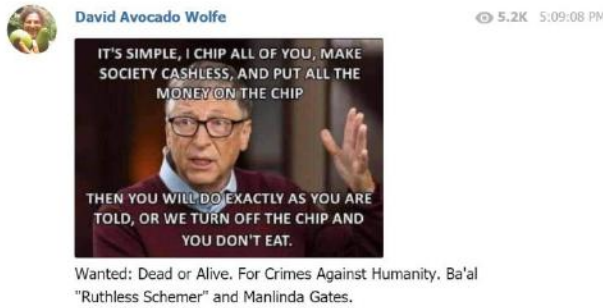 David Avocado Wolfe
5.2K 5:09:08 PM
IT'S SIMPLE, I CHIP ALL OF YOU, MAKE
SOCIETY CASHLESS, AND PUT ALL THE
MONEY ON THE CHIP
THEN YOU WILL DO EXACTLY AS YOU ARE
TOLD, OR WE TURN OFF THE CHIP AND
YOU DON'T EAT.
Wanted: Dead or Alive. For Crimes Against Humanity. Ba'al
"Ruthless Schemer" and Manlinda Gates.